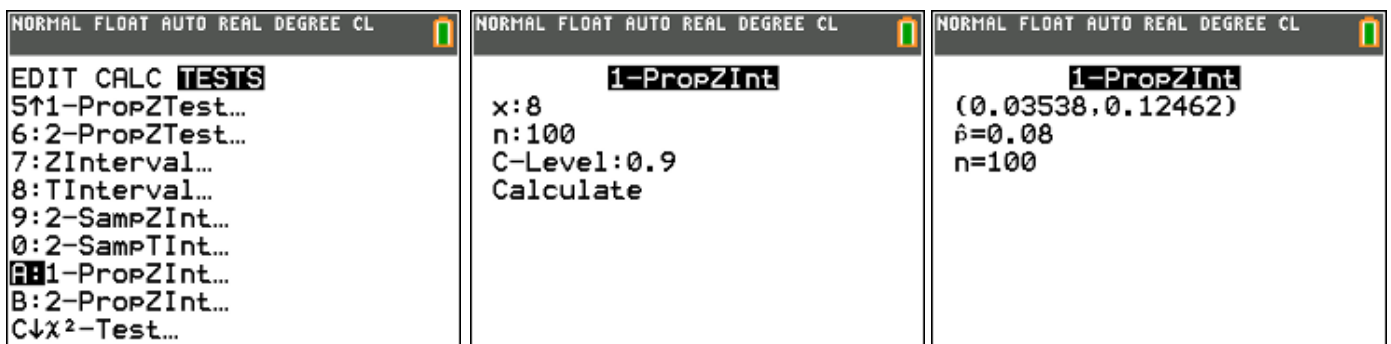 NORMAL FLOAT AUTO REAL DEGREE CL
EDIT CALC TESTS
5↑1-PropZTest…
6:2-PropZTest…
7:ZInterval…
8:TInterval…
9:2-SampZInt…
0:2-SampTInt…
A:1-PropZInt…
B:2-PropZInt…
C↓χ²-Test…
NORMAL FLOAT AUTO REAL DEGREE CL
1-PropZInt
x:8
n:100
C-Level:0.9
Calculate
NORMAL FLOAT AUTO REAL DEGREE CL
1-PropZInt
(0.03538,0.12462)
p̂=0.08
n=100